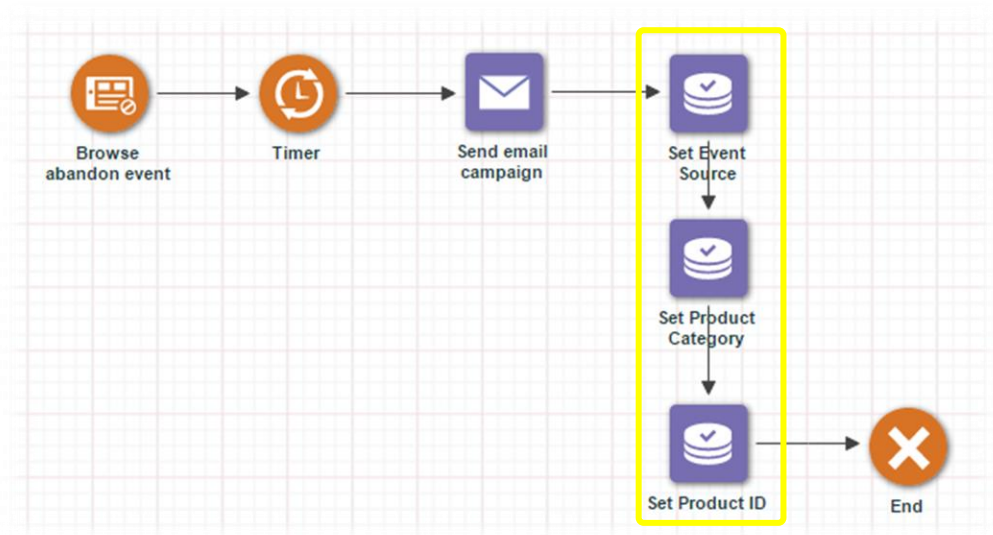 Browse
abandon event
Timer
Send email
campaign
Set Event
Source
Set Product
Category
Set Product ID
End